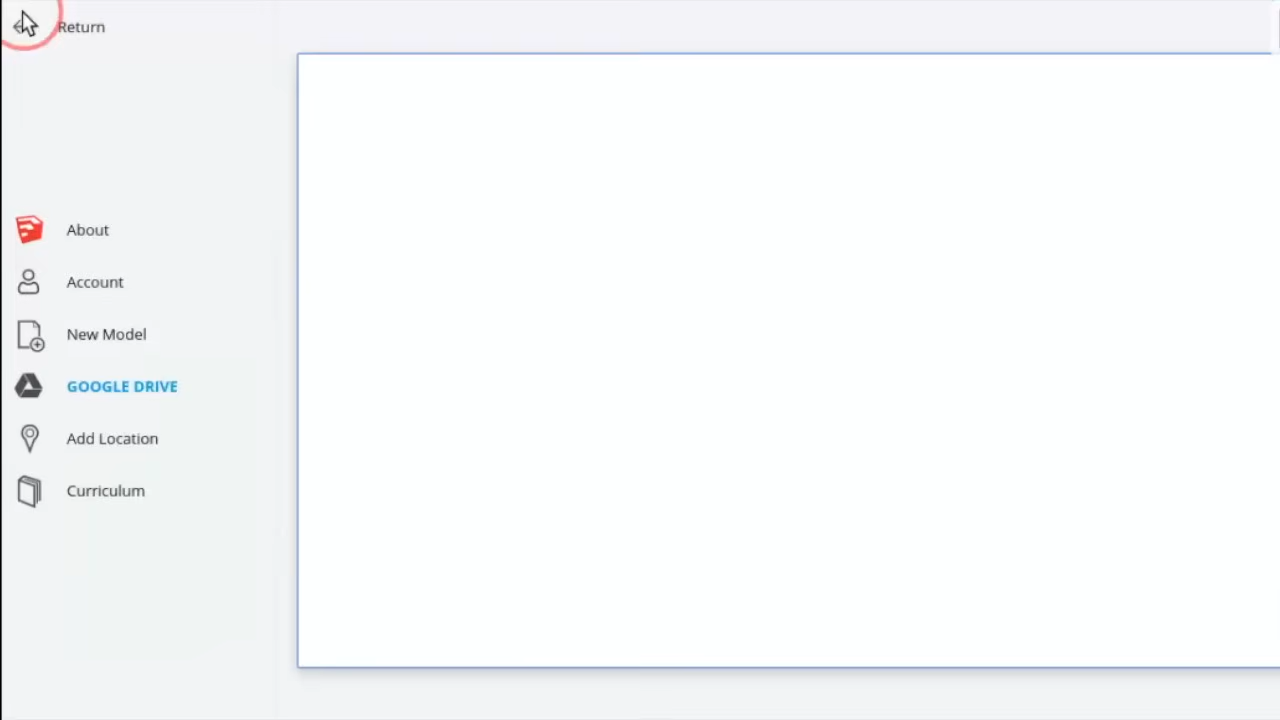 Return
About
Account
New Model
GOOGLE DRIVE
Add Location
Curriculum